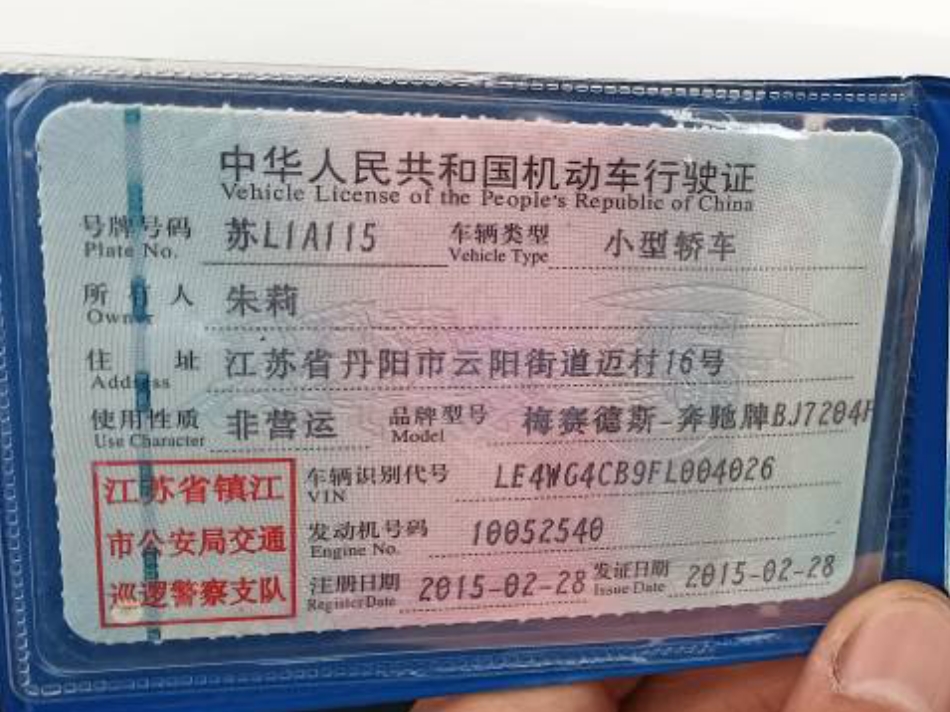 中华人民共和国机动车行驶证
Vehicle License of the People's Republic of China
号牌号码 苏L1A115 车辆类型 小型轿车
Plate No. Vehicle Type
所有人 朱莉
Owner
住址 江苏省丹阳市云阳街道迈村16号
Address
使用性质 非营运 品牌型号 梅赛德斯-奔驰牌BJ7204F
Use Character Model
江苏省镇江
市公安局交通
巡逻警察支队
车辆识别代号 LE4WG4CB9FL004026
VIN
发动机号码 10052540
Engine No.
注册日期 2015-02-28 发证日期 2015-02-28
Register Date Issue Date